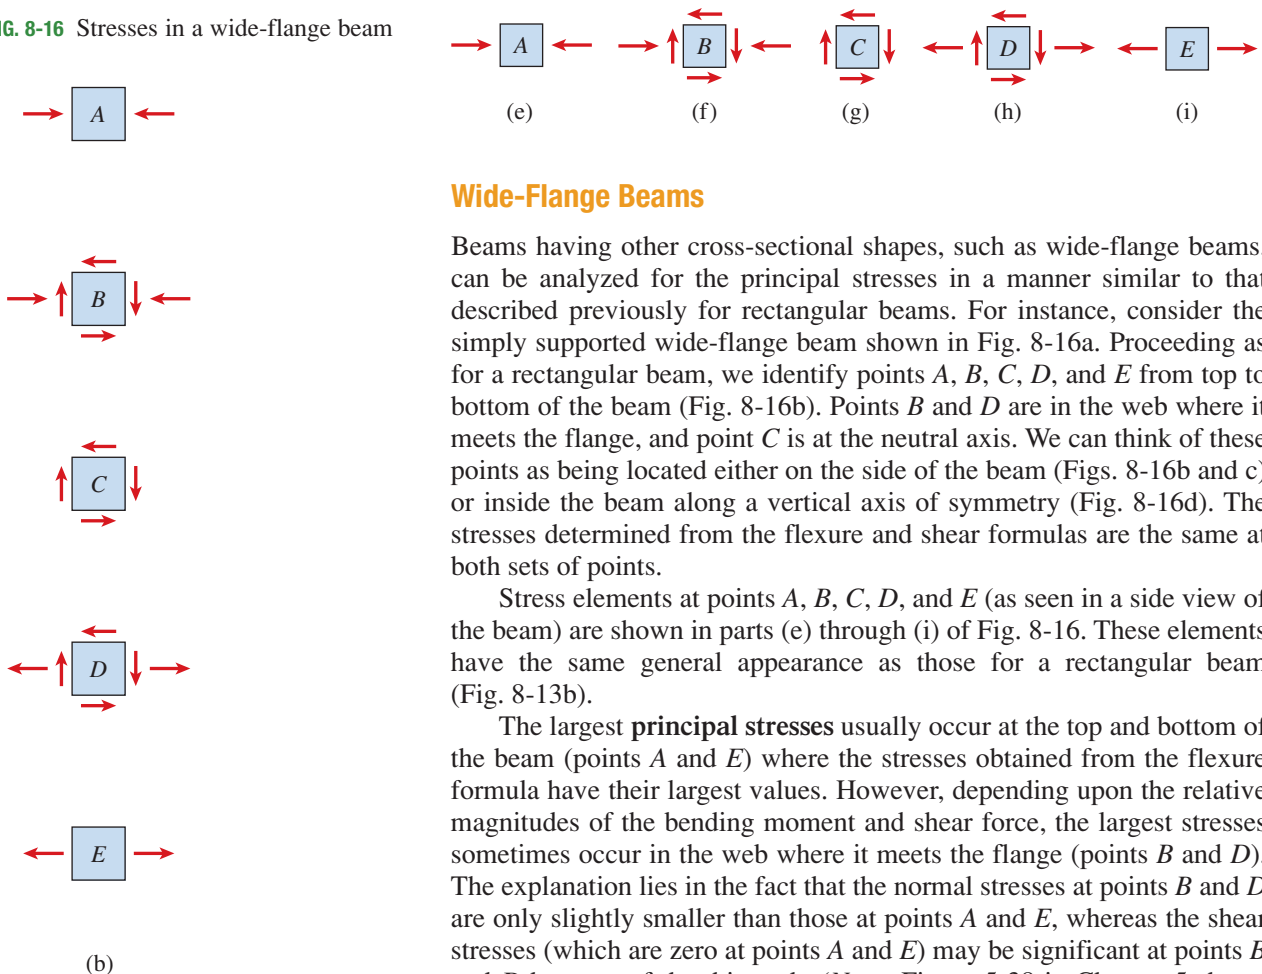 FIG. 8-16 Stresses in a wide-flange beam
A
B
C
D
E
(b)
A
B
C
D
E
(e)
(f)
(g)
(h)
(i)
Wide-Flange Beams
Beams having other cross-sectional shapes, such as wide-flange beams,
can be analyzed for the principal stresses in a manner similar to that
described previously for rectangular beams. For instance, consider the
simply supported wide-flange beam shown in Fig. 8-16a. Proceeding as
for a rectangular beam, we identify points A, B, C, D, and E from top to
bottom of the beam (Fig. 8-16b). Points B and D are in the web where it
meets the flange, and point C is at the neutral axis. We can think of these
points as being located either on the side of the beam (Figs. 8-16b and c)
or inside the beam along a vertical axis of symmetry (Fig. 8-16d). The
stresses determined from the flexure and shear formulas are the same at
both sets of points.
Stress elements at points A, B, C, D, and E (as seen in a side view of
the beam) are shown in parts (e) through (i) of Fig. 8-16. These elements
have the same general appearance as those for a rectangular beam
(Fig. 8-13b).
The largest principal stresses usually occur at the top and bottom of
the beam (points A and E) where the stresses obtained from the flexure
formula have their largest values. However, depending upon the relative
magnitudes of the bending moment and shear force, the largest stresses
sometimes occur in the web where it meets the flange (points B and D).
The explanation lies in the fact that the normal stresses at points B and D
are only slightly smaller than those at points A and E, whereas the shear
stresses (which are zero at points A and E) may be significant at points B